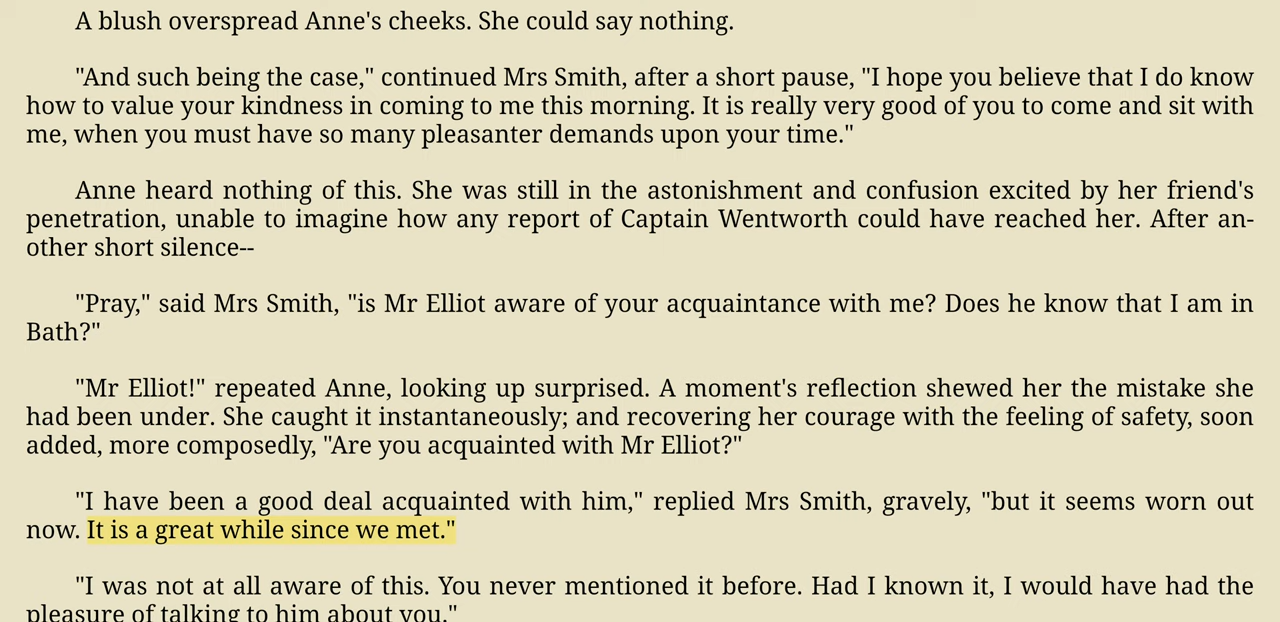 A blush overspread Anne's cheeks. She could say nothing.
"And such being the case," continued Mrs Smith, after a short pause, "I hope you believe that I do know
how to value your kindness in coming to me this morning. It is really very good of you to come and sit with
me, when you must have so many pleasanter demands upon your time."
Anne heard nothing of this. She was still in the astonishment and confusion excited by her friend's
penetration, unable to imagine how any report of Captain Wentworth could have reached her. After an-
other short silence--
"Pray," said Mrs Smith, "is Mr Elliot aware of your acquaintance with me? Does he know that I am in
Bath?"
"Mr Elliot!" repeated Anne, looking up surprised. A moment's reflection shewed her the mistake she
had been under. She caught it instantaneously; and recovering her courage with the feeling of safety, soon
added, more composedly, "Are you acquainted with Mr Elliot?"
"I have been a good deal acquainted with him," replied Mrs Smith, gravely, "but it seems worn out
now. It is a great while since we met."
"I was not at all aware of this. You never mentioned it before. Had I known it, I would have had the
pleasure of talking to him about you."